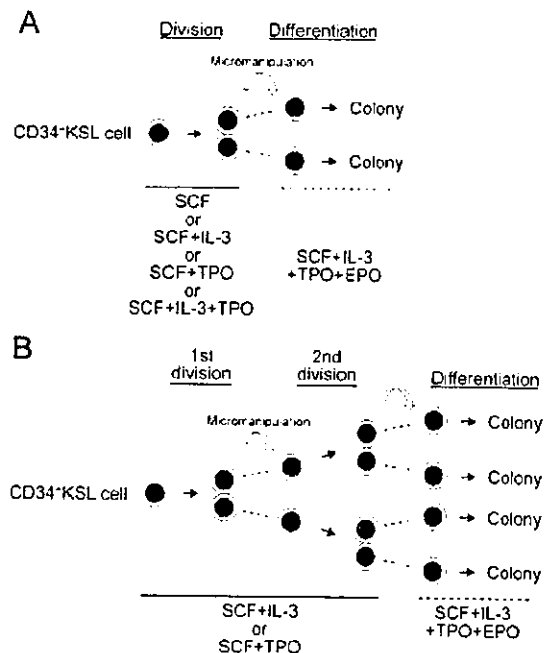 A
Division Differentiation
Micromanipulation
CD34-KSL cell
Colony
Colony
SCF
or
SCF+IL-3
or
SCF+TPO
or
SCF+IL-3+TPO
SCF+IL-3
+TPO+EPO
B
1st
division
2nd
division
Differentiation
Micromanipulation
CD34-KSL cell
Colony
Colony
Colony
Colony
SCF+IL-3
or
SCF+TPO
SCF+IL-3
+TPO+EPO